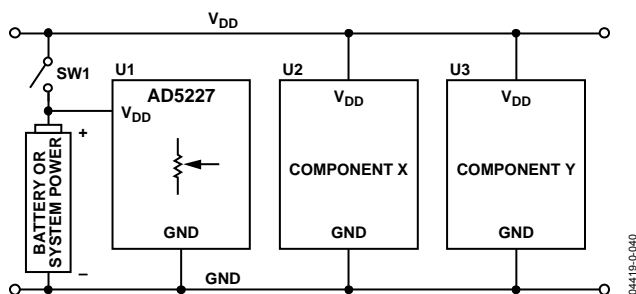 VDD
SW1
U1
AD5227
VDD
GND
U2
VDD
COMPONENT X
GND
U3
VDD
COMPONENT Y
GND
+
BATTERY OR
SYSTEM POWER
–
GND
04419-0-040